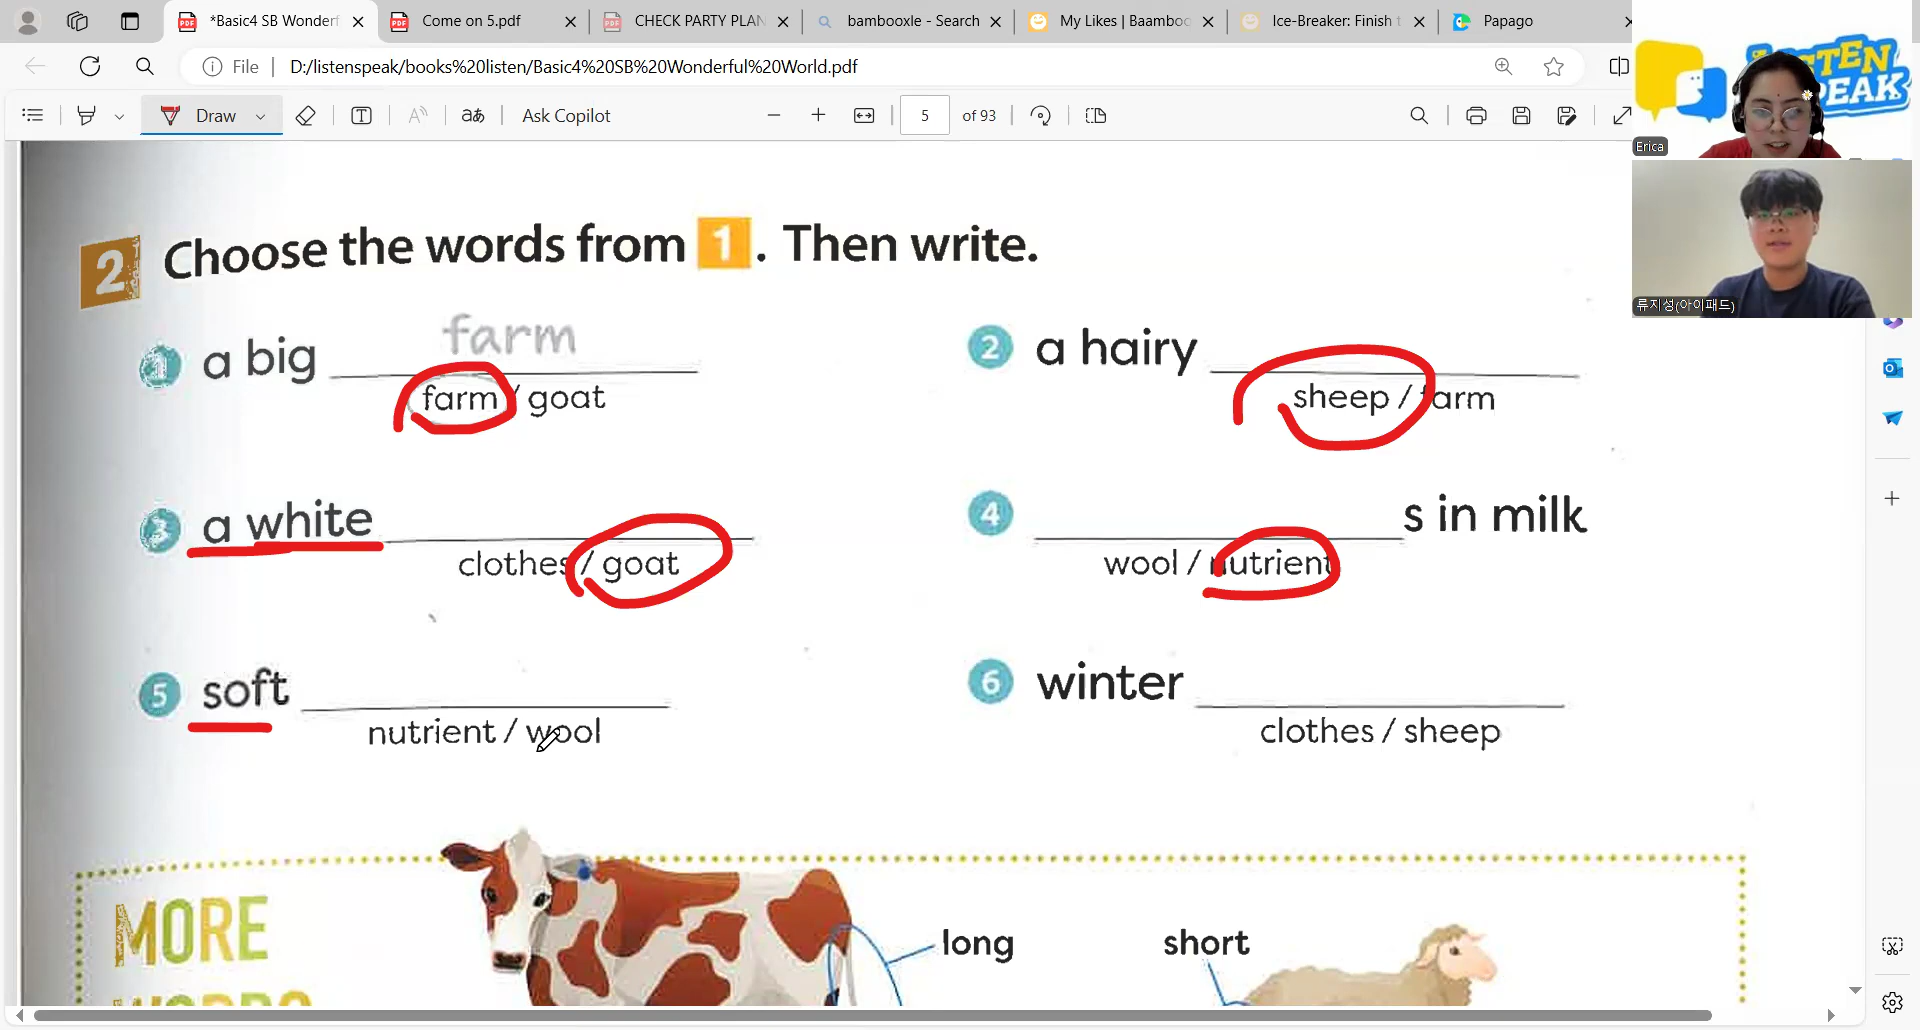 *Basic4 SB Wonderf
Come on 5.pdf
CHECK PARTY PLAN
bambooxle - Search
My Likes | Baambooz
Ice-Breaker: Finish t
Papago
File
D:/listenspeak/books%20listen/Basic4%20SB%20Wonderful%20World.pdf
Draw
Ask Copilot
5
of 93
LISTEN
SPEAK
Erica
류지성(아이패드)
2 Choose the words from 1. Then write.
1 a big farm
farm / goat
2 a hairy
sheep / farm
3 a white
clothes / goat
4 s in milk
wool / nutrient
5 soft
nutrient / wool
6 winter
clothes / sheep
MORE
WORDS
long
short